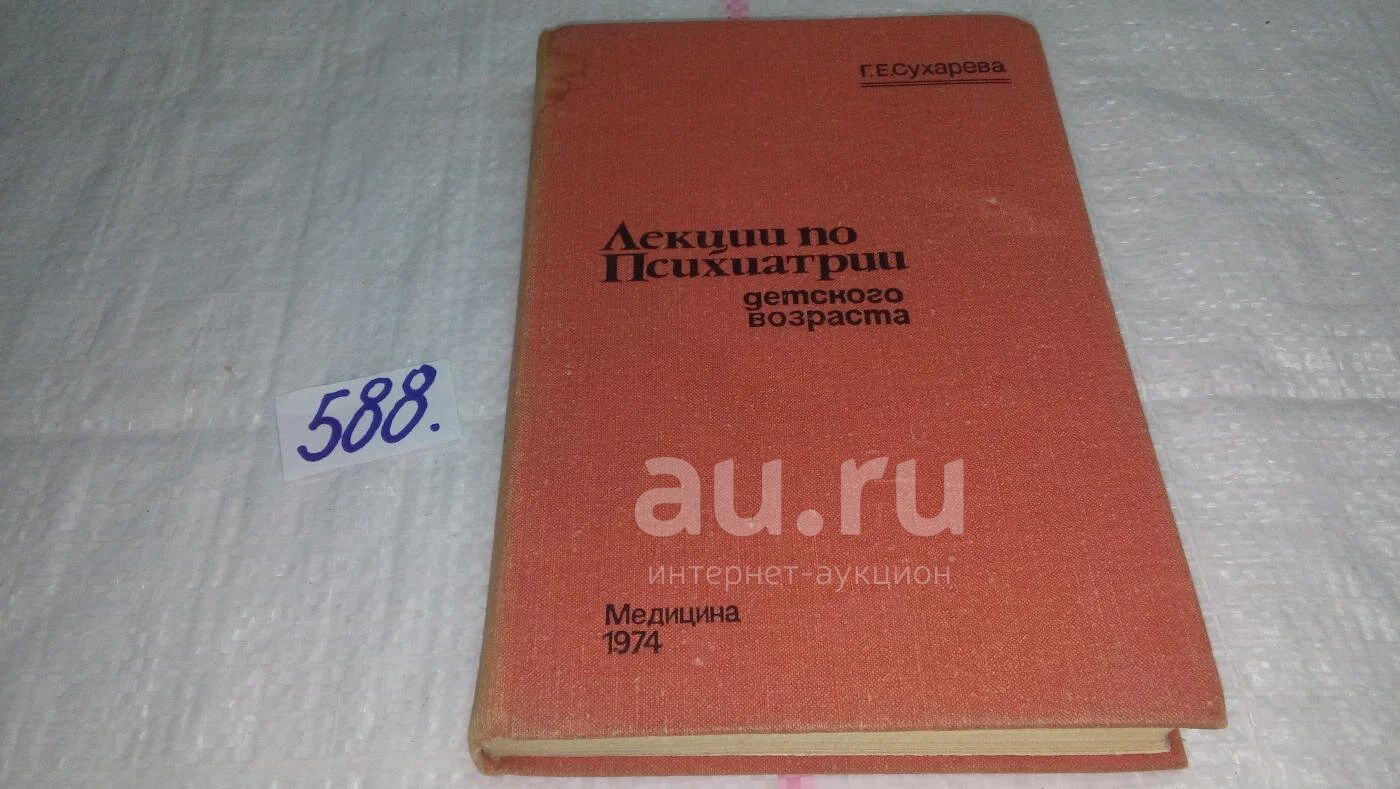 Г.Е.Сухарева
Лекции по
Психиатрии
детского
возраста
588.
au.ru
интернет-аукцион
Медицина
1974